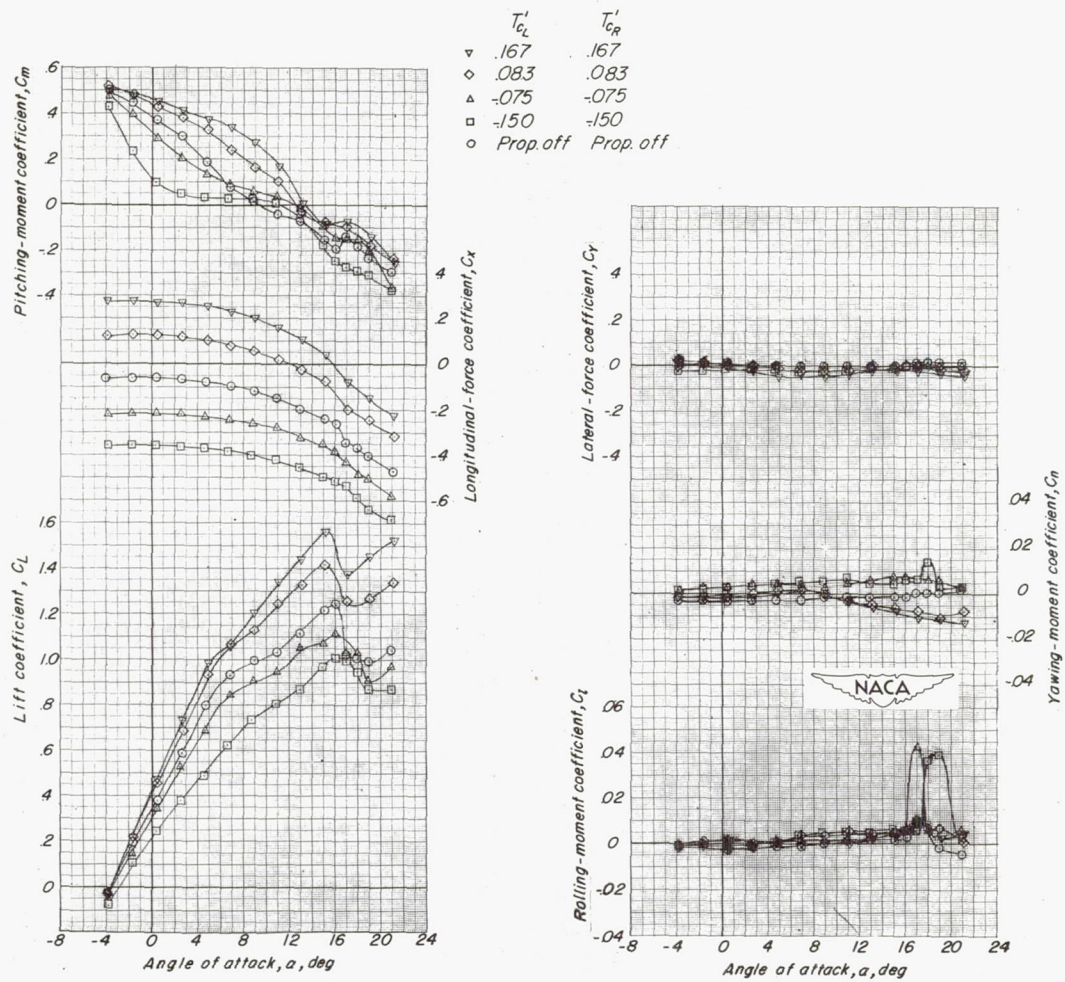 T'cL T'cR
▽ .167 .167
◇ .083 .083
△ -.075 -.075
□ -.150 -.150
○ Prop. off Prop. off
Pitching-moment coefficient, Cm
.6
.4
.2
0
-.2
-.4
Longitudinal-force coefficient, Cx
.4
.2
0
-.2
-.4
-.6
Lift coefficient, CL
1.6
1.4
1.2
1.0
.8
.6
.4
.2
0
-8 -4 0 4 8 12 16 20 24
Angle of attack, α, deg
Lateral-force coefficient, CY
.4
.2
0
-.2
-.4
Yawing-moment coefficient, Cn
.04
.02
0
-.02
-.04
NACA
Rolling-moment coefficient, Cl
.06
.04
.02
0
-.02
-.04
-8 -4 0 4 8 12 16 20 24
Angle of attack, α, deg